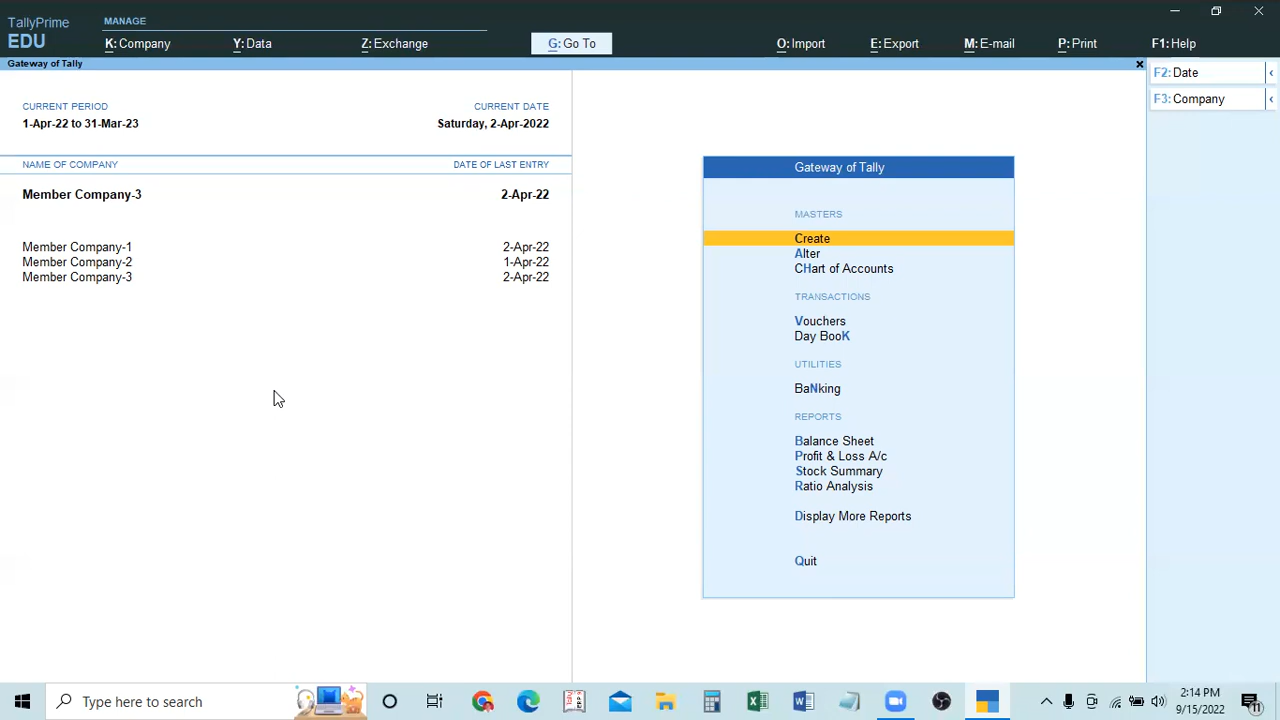 TallyPrime
EDU
MANAGE
K: Company
Y: Data
Z: Exchange
G: Go To
O: Import
E: Export
M: E-mail
P: Print
F1: Help
Gateway of Tally
F2: Date
F3: Company
CURRENT PERIOD
CURRENT DATE
1-Apr-22 to 31-Mar-23
Saturday, 2-Apr-2022
NAME OF COMPANY
DATE OF LAST ENTRY
Member Company-3
2-Apr-22
Member Company-1
2-Apr-22
Member Company-2
1-Apr-22
Member Company-3
2-Apr-22
Gateway of Tally
MASTERS
Create
Alter
CHart of Accounts
TRANSACTIONS
Vouchers
Day BooK
UTILITIES
BaNking
REPORTS
Balance Sheet
Profit & Loss A/c
Stock Summary
Ratio Analysis
Display More Reports
Quit
Type here to search
2:14 PM
9/15/2022